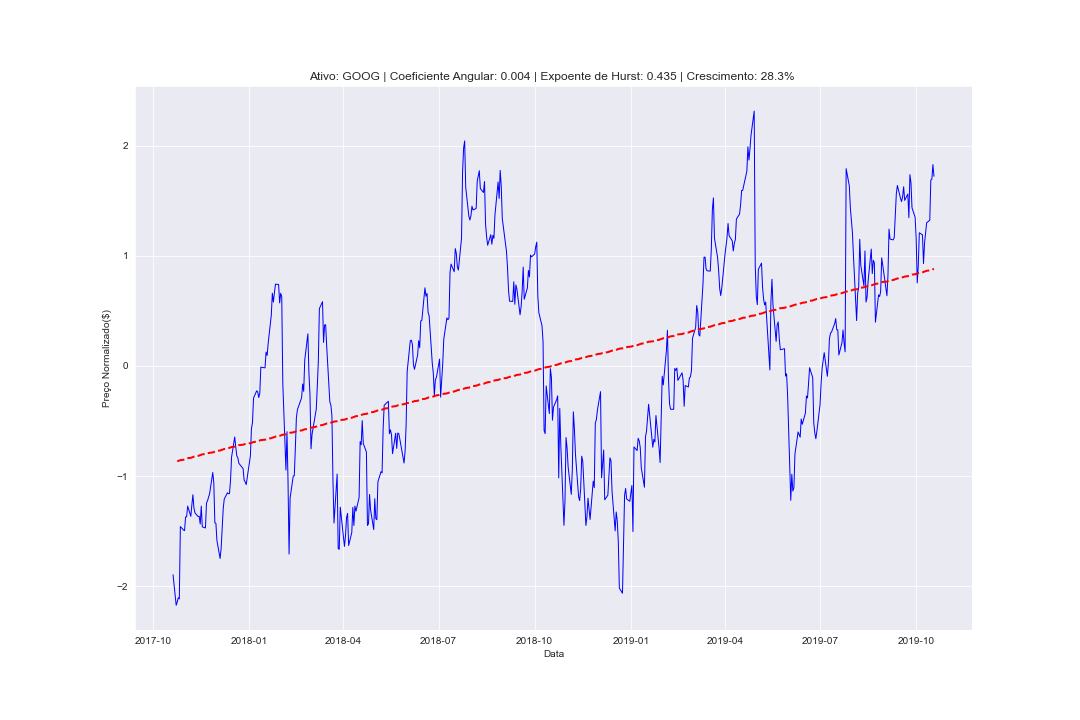 Ativo: GOOG | Coeficiente Angular: 0.004 | Expoente de Hurst: 0.435 | Crescimento: 28.3%
2
1
0
−1
−2
Preço Normalizado($)
2017-10 2018-01 2018-04 2018-07 2018-10 2019-01 2019-04 2019-07 2019-10
Data